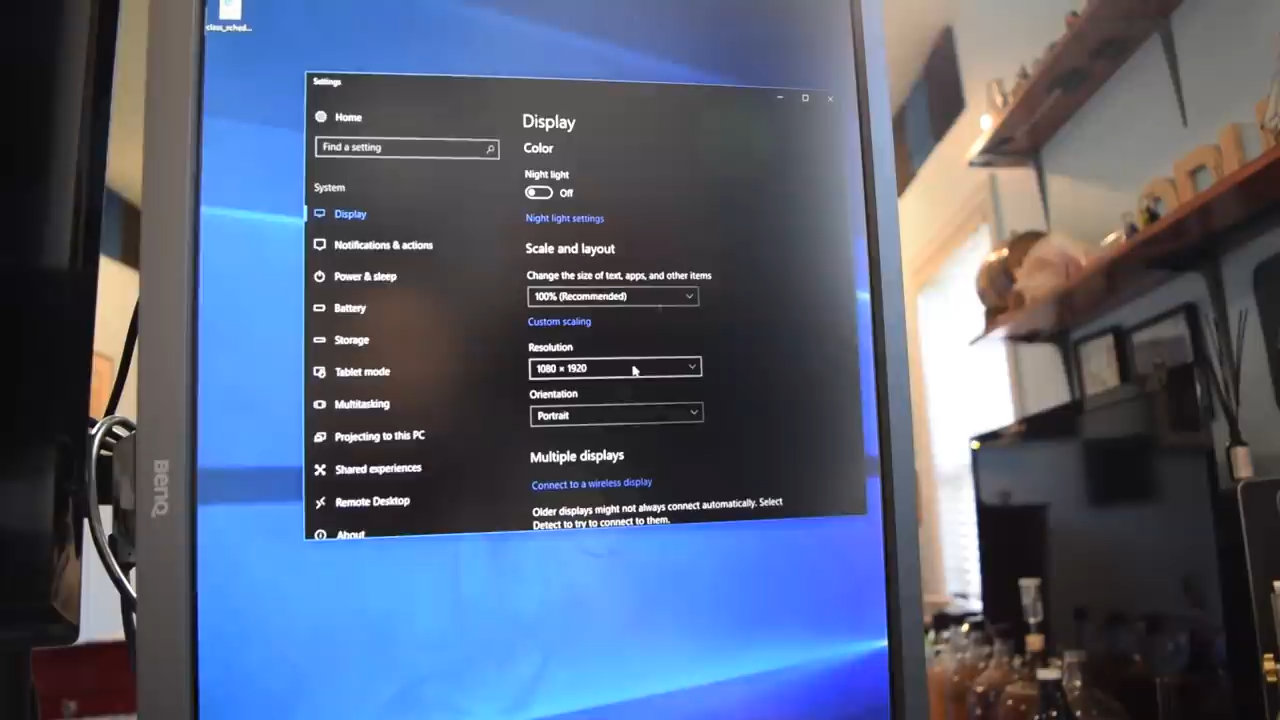 class_sched...
Settings
Home
Find a setting
System
Display
Notifications & actions
Power & sleep
Battery
Storage
Tablet mode
Multitasking
Projecting to this PC
Shared experiences
Remote Desktop
About
Display
Color
Night light
Off
Night light settings
Scale and layout
Change the size of text, apps, and other items
100% (Recommended)
Custom scaling
Resolution
1080 × 1920
Orientation
Portrait
Multiple displays
Connect to a wireless display
Older displays might not always connect automatically. Select
Detect to try to connect to them.
BenQ